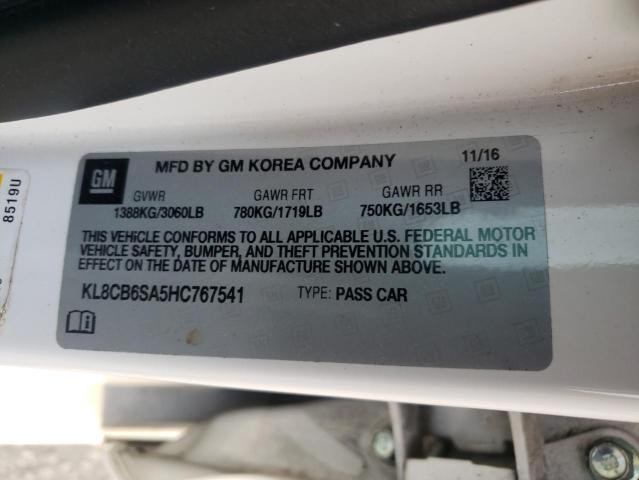 GM
MFD BY GM KOREA COMPANY
11/16
GVWR GAWR FRT GAWR RR
1388KG/3060LB 780KG/1719LB 750KG/1653LB
THIS VEHICLE CONFORMS TO ALL APPLICABLE U.S. FEDERAL MOTOR
VEHICLE SAFETY, BUMPER, AND THEFT PREVENTION STANDARDS IN
EFFECT ON THE DATE OF MANUFACTURE SHOWN ABOVE.
KL8CB6SA5HC767541 TYPE: PASS CAR
8519U